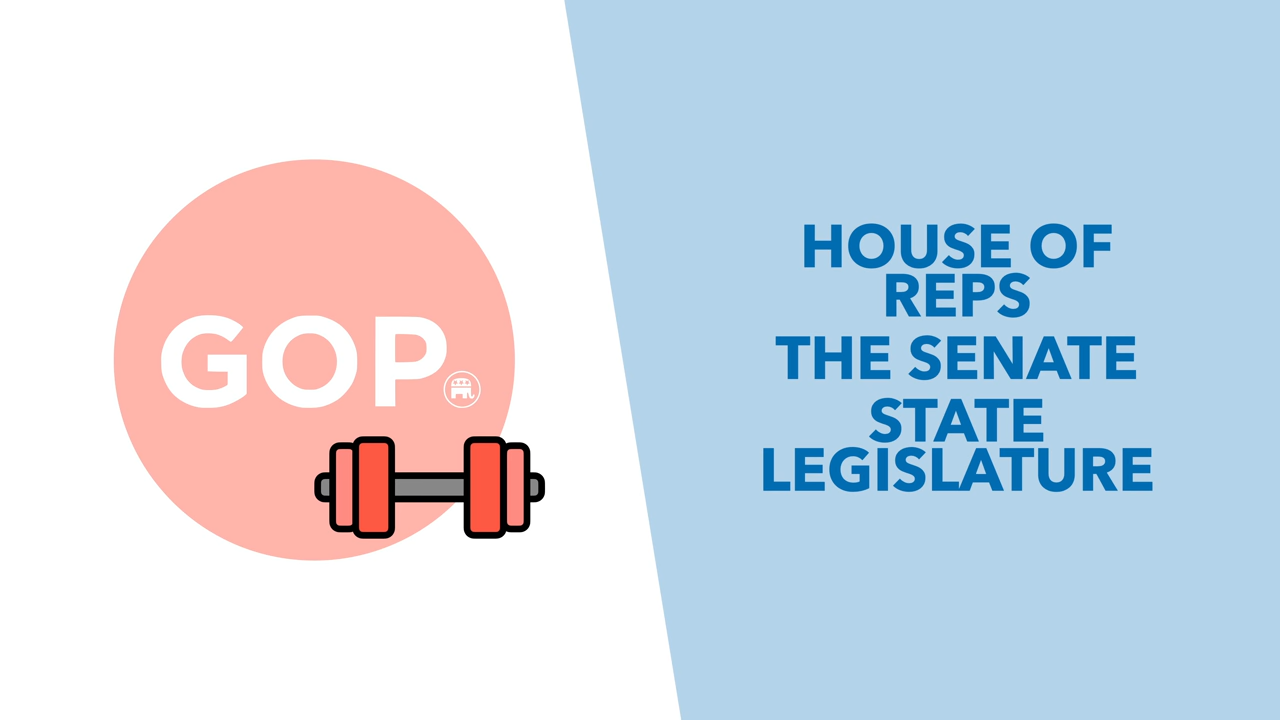 GOP
HOUSE OF
REPS
THE SENATE
STATE
LEGISLATURE